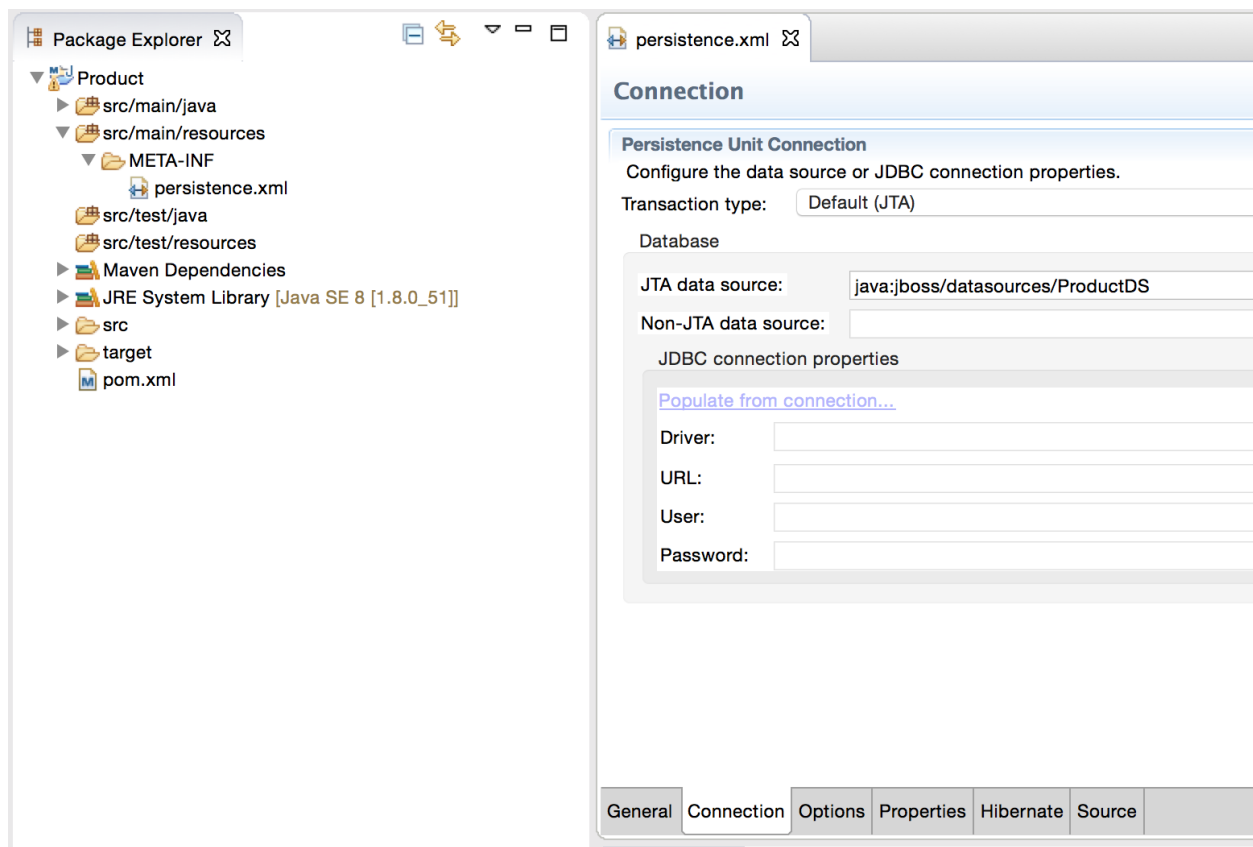 Package Explorer
Product
src/main/java
src/main/resources
META-INF
persistence.xml
src/test/java
src/test/resources
Maven Dependencies
JRE System Library [Java SE 8 [1.8.0_51]]
src
target
pom.xml
persistence.xml
Connection
Persistence Unit Connection
Configure the data source or JDBC connection properties.
Transaction type: Default (JTA)
Database
JTA data source: java:jboss/datasources/ProductDS
Non-JTA data source:
JDBC connection properties
Populate from connection...
Driver:
URL:
User:
Password:
General Connection Options Properties Hibernate Source